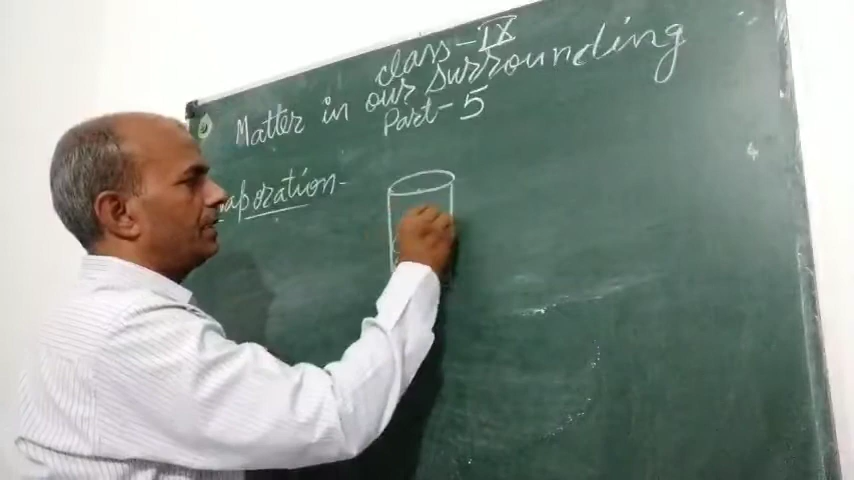 class - IX
Matter in our Surrounding
Part - 5
aporation -